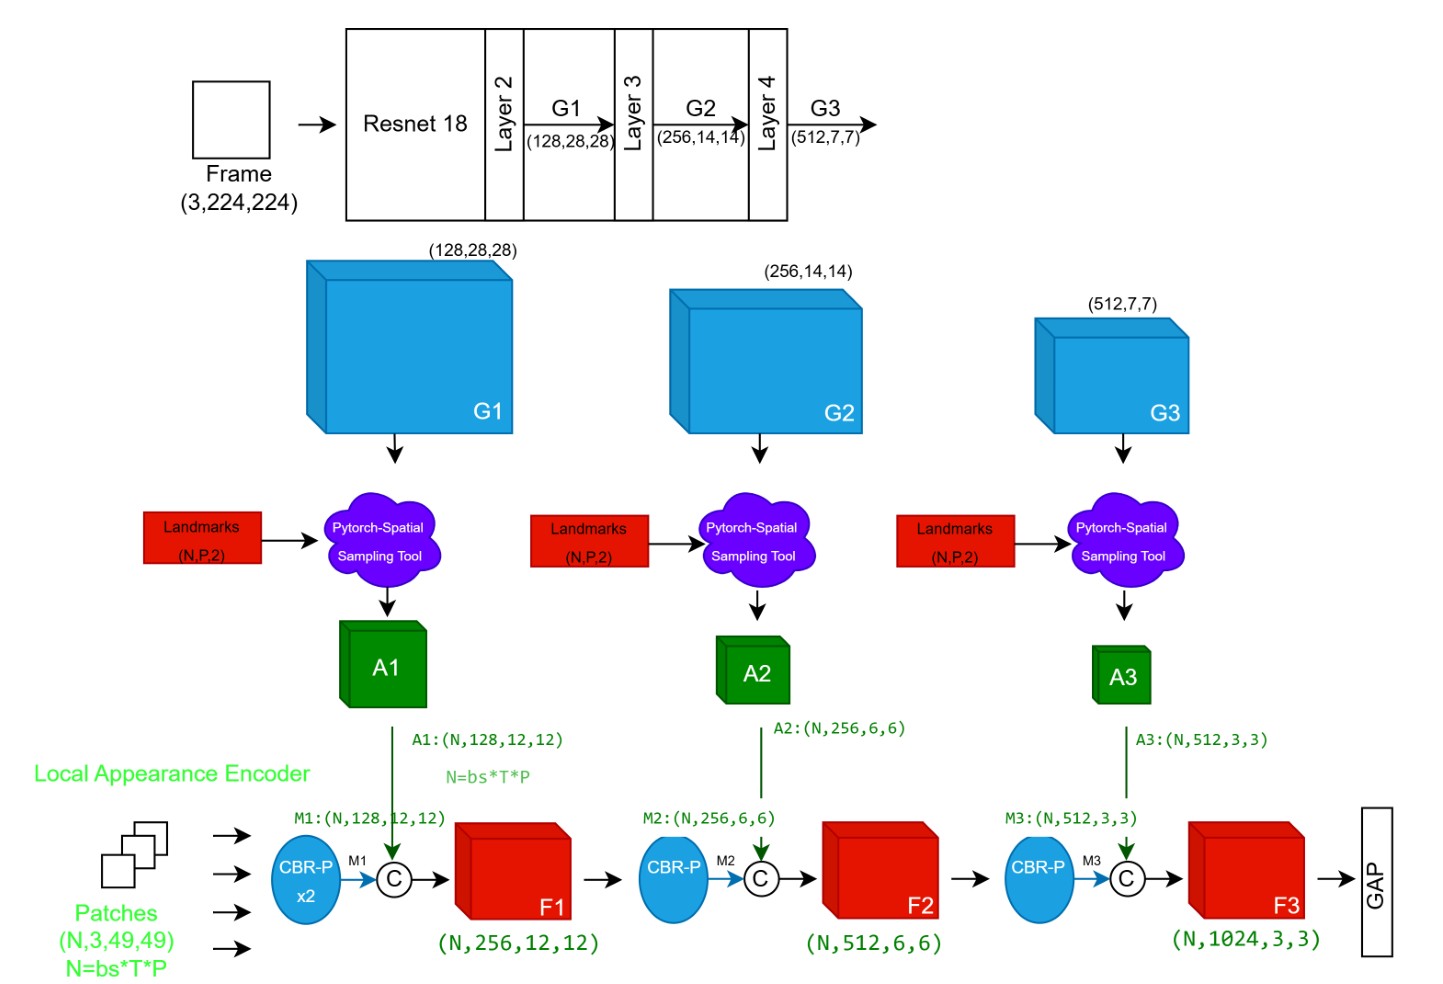 Resnet 18
Layer 2
G1
(128,28,28)
Layer 3
G2
(256,14,14)
Layer 4
G3
(512,7,7)
Frame
(3,224,224)
(128,28,28)
G1
(256,14,14)
G2
(512,7,7)
G3
Landmarks
(N,P,2)
Pytorch-Spatial
Sampling Tool
Landmarks
(N,P,2)
Pytorch-Spatial
Sampling Tool
Landmarks
(N,P,2)
Pytorch-Spatial
Sampling Tool
A1
A2
A3
A1:(N,128,12,12)
N=bs*T*P
A2:(N,256,6,6)
A3:(N,512,3,3)
Local Appearance Encoder
Patches
(N,3,49,49)
N=bs*T*P
M1:(N,128,12,12)
CBR-P
x2
M1
C
F1
(N,256,12,12)
M2:(N,256,6,6)
CBR-P
M2
C
F2
(N,512,6,6)
M3:(N,512,3,3)
CBR-P
M3
C
F3
(N,1024,3,3)
GAP